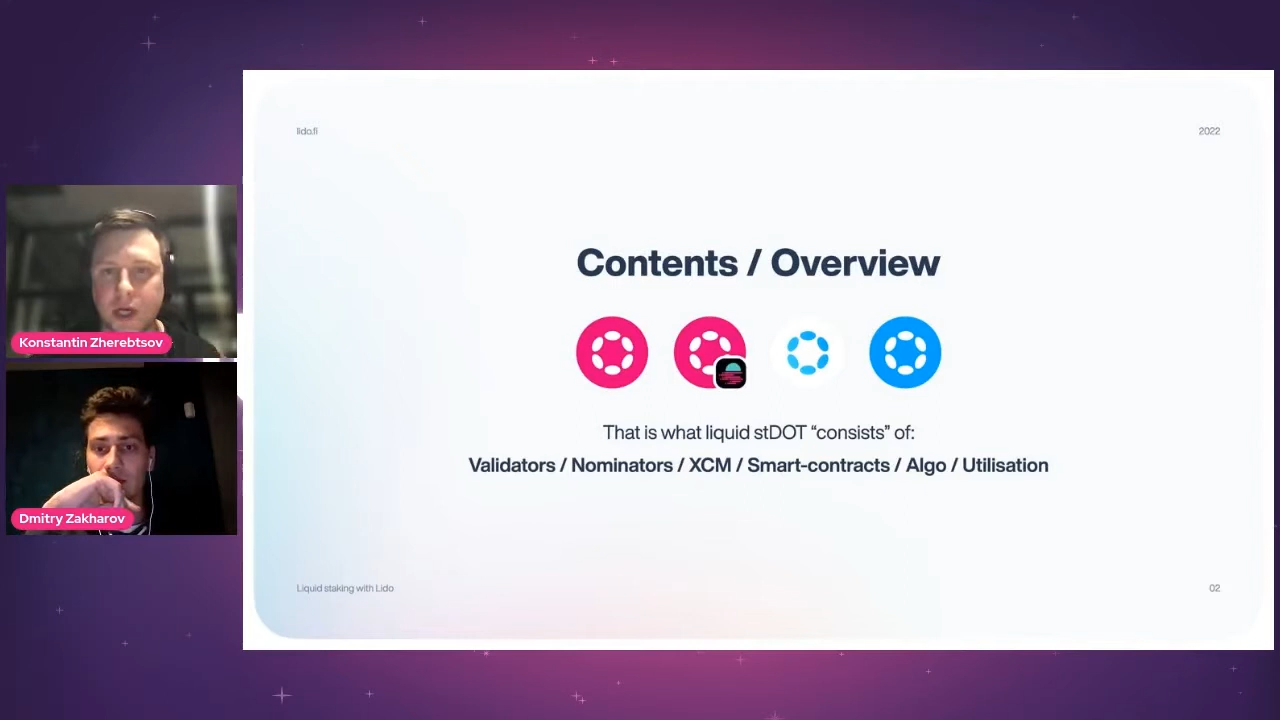 lido.fi
2022
Contents / Overview
That is what liquid stDOT “consists” of:
Validators / Nominators / XCM / Smart-contracts / Algo / Utilisation
Liquid staking with Lido
02
Konstantin Zherebtsov
Dmitry Zakharov